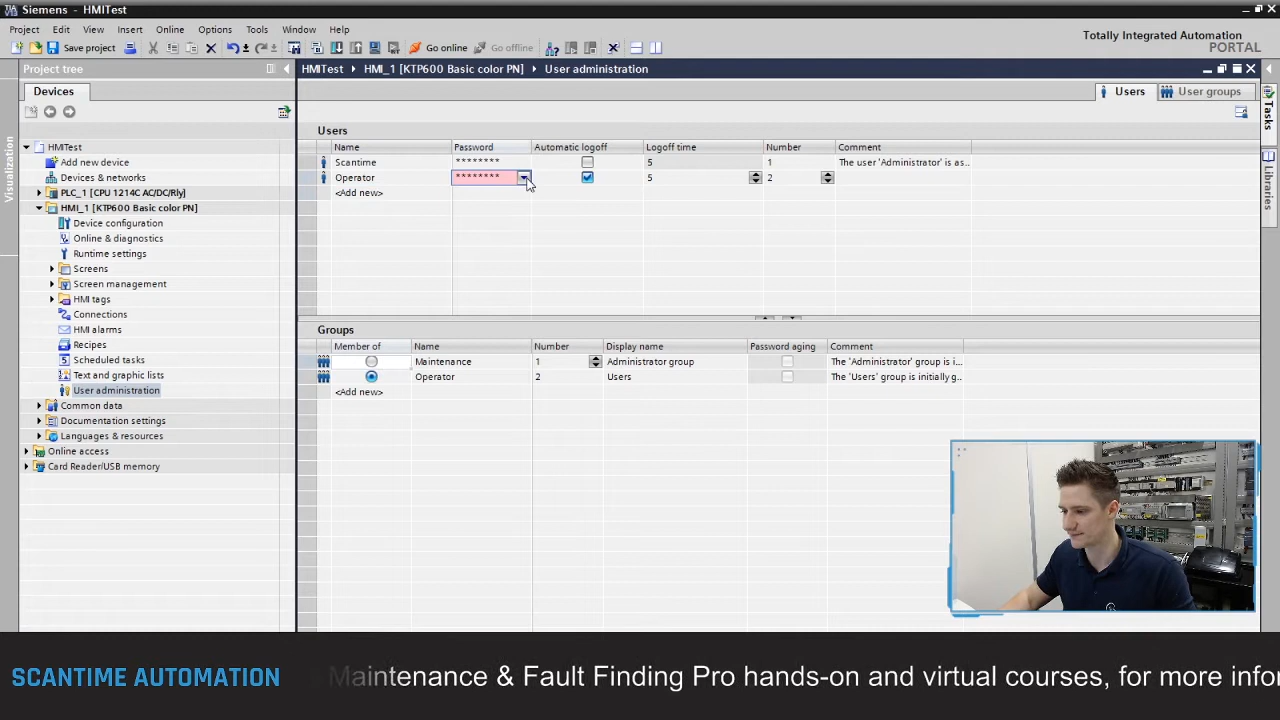 Siemens - HMITest
Project Edit View Insert Online Options Tools Window Help
Totally Integrated Automation
PORTAL
Save project Go online Go offline
Project tree
HMITest HMI_1 [KTP600 Basic color PN] User administration
Devices
Users User groups
Visualization
Tasks
Libraries
HMITest
Add new device
Devices & networks
PLC_1 [CPU 1214C AC/DC/Rly]
HMI_1 [KTP600 Basic color PN]
Device configuration
Online & diagnostics
Runtime settings
Screens
Screen management
HMI tags
Connections
HMI alarms
Recipes
Scheduled tasks
Text and graphic lists
User administration
Common data
Documentation settings
Languages & resources
Online access
Card Reader/USB memory
Users
Name Password Automatic logoff Logoff time Number Comment
Scantime ******** 5 1 The user 'Administrator' is as..
Operator ******** 5 2
<Add new>
Groups
Member of Name Number Display name Password aging Comment
Maintenance 1 Administrator group The 'Administrator' group is i...
Operator 2 Users The 'Users' group is initially g..
<Add new>
SCANTIME AUTOMATION
Maintenance & Fault Finding Pro hands-on and virtual courses, for more info